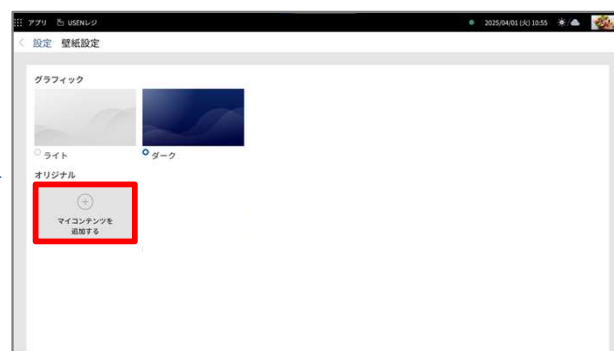 アプリ USENレジ 2025/04/01 (火) 10:55
設定 壁紙設定
グラフィック
ライト ダーク
オリジナル
マイコンテンツを
追加する